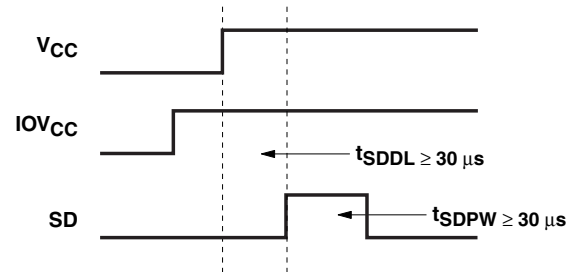 VCC
IOVCC
tSDDL ≥ 30 μs
SD
tSDPW ≥ 30 μs